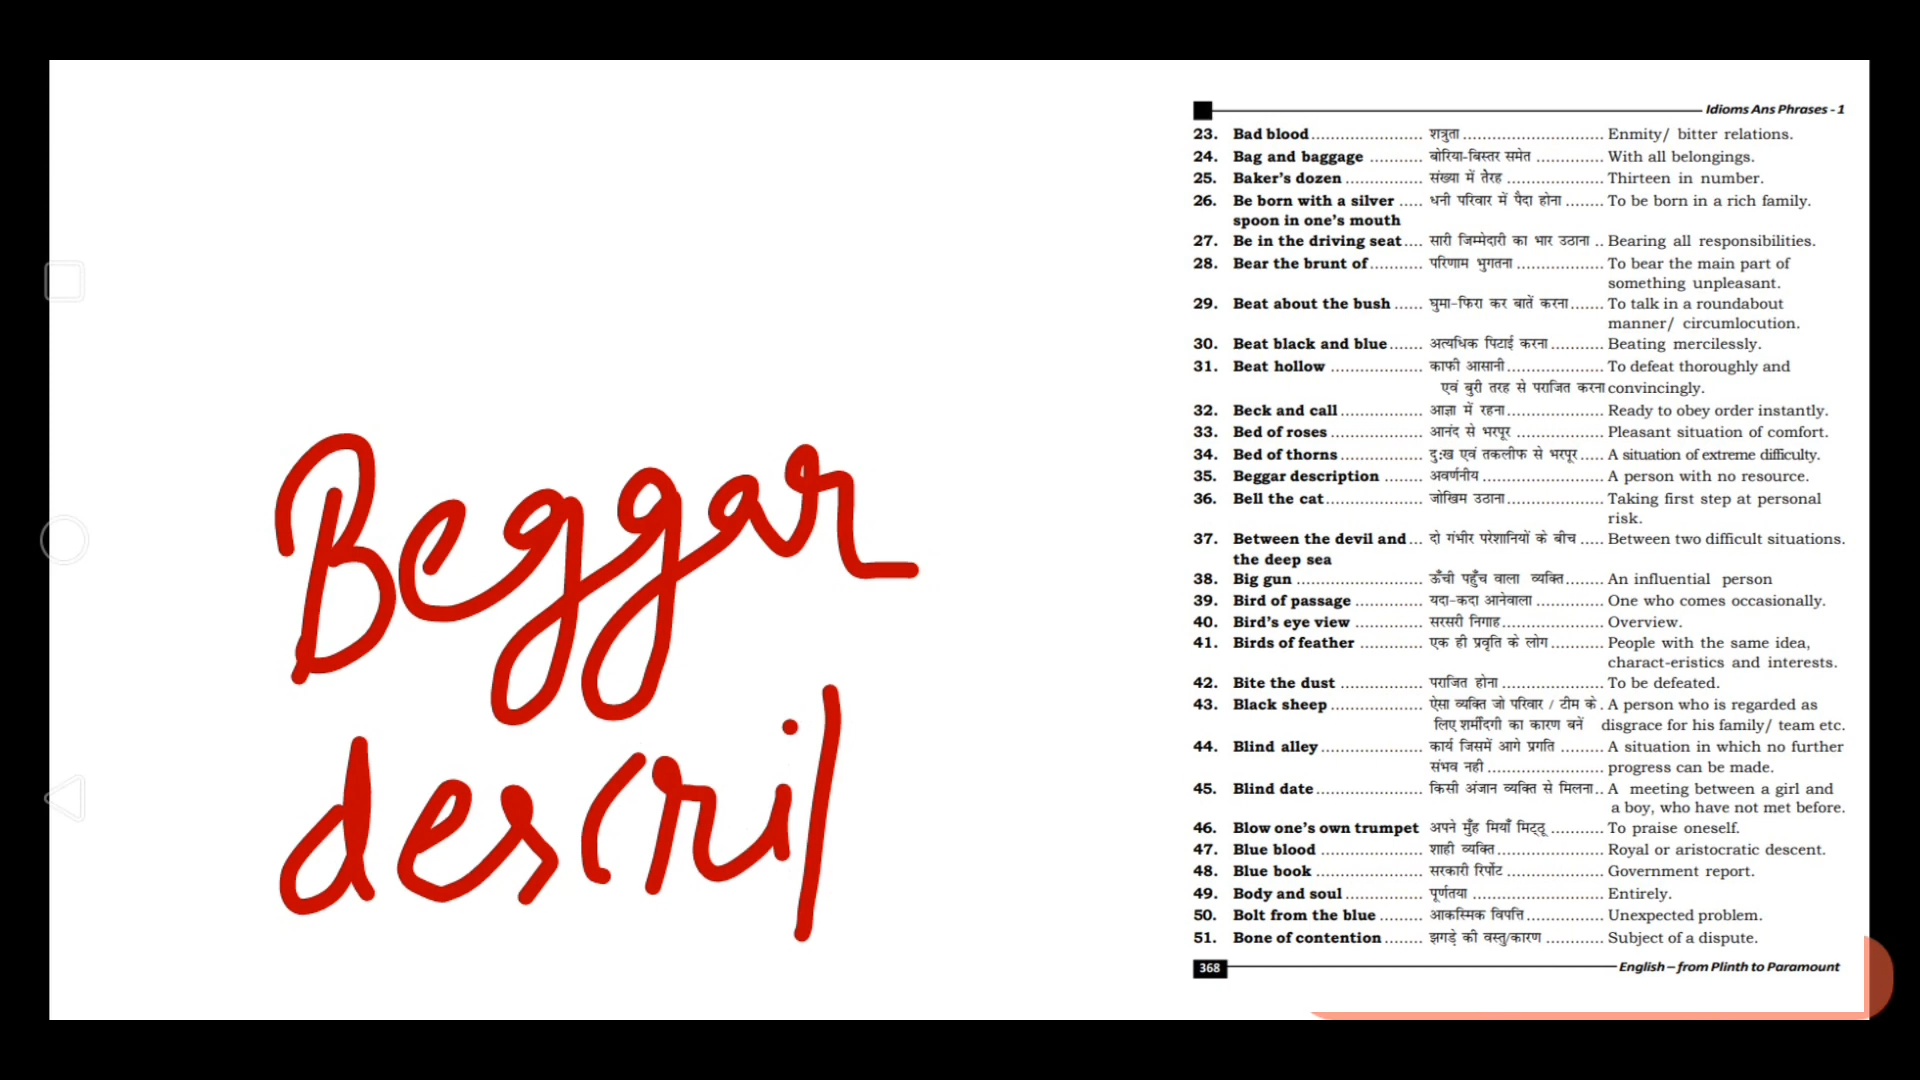 Idioms Ans Phrases - 1
23. Bad blood ...................... शत्रुता ............................ Enmity/ bitter relations.
24. Bag and baggage ........... बोरिया-बिस्तर समेत .............. With all belongings.
25. Baker's dozen ................ संख्या में तेरह .................... Thirteen in number.
26. Be born with a silver ..... धनी परिवार में पैदा होना ........ To be born in a rich family.
spoon in one's mouth
27. Be in the driving seat .... सारी जिम्मेदारी का भार उठाना .. Bearing all responsibilities.
28. Bear the brunt of ........... परिणाम भुगतना .................. To bear the main part of
something unpleasant.
29. Beat about the bush ...... घुमा-फिरा कर बातें करना ....... To talk in a roundabout
manner/ circumlocution.
30. Beat black and blue ....... अत्यधिक पिटाई करना ........... Beating mercilessly.
31. Beat hollow ................... काफी आसानी .................... To defeat thoroughly and
एवं बुरी तरह से पराजित करना convincingly.
32. Beck and call ................. आज्ञा में रहना .................... Ready to obey order instantly.
33. Bed of roses ................... आनंद से भरपूर .................. Pleasant situation of comfort.
34. Bed of thorns ................. दु:ख एवं तकलीफ से भरपूर ..... A situation of extreme difficulty.
35. Beggar description ........ अवर्णनीय ......................... A person with no resource.
36. Bell the cat .................... जोखिम उठाना .................... Taking first step at personal
risk.
37. Between the devil and ... दो गंभीर परेशानियों के बीच ..... Between two difficult situations.
the deep sea
38. Big gun .......................... ऊँची पहुँच वाला व्यक्ति ........ An influential person
39. Bird of passage .............. यदा-कदा आनेवाला .............. One who comes occasionally.
40. Bird's eye view .............. सरसरी निगाह ..................... Overview.
41. Birds of feather ............. एक ही प्रवृति के लोग ........... People with the same idea,
charact-eristics and interests.
42. Bite the dust ................. पराजित होना ..................... To be defeated.
43. Black sheep ................... ऐसा व्यक्ति जो परिवार / टीम के . A person who is regarded as
लिए शर्मींदगी का कारण बनें disgrace for his family/ team etc.
44. Blind alley ..................... कार्य जिसमें आगे प्रगति ......... A situation in which no further
संभव नही ........................ progress can be made.
45. Blind date ...................... किसी अंजान व्यक्ति से मिलना .. A meeting between a girl and
a boy, who have not met before.
46. Blow one's own trumpet अपने मुँह मियाँ मिट्ठू ........... To praise oneself.
47. Blue blood ..................... शाही व्यक्ति ...................... Royal or aristocratic descent.
48. Blue book ...................... सरकारी रिर्पोट ................... Government report.
49. Body and soul ................ पूर्णतया ........................... Entirely.
50. Bolt from the blue ......... आकस्मिक विपत्ति ................ Unexpected problem.
51. Bone of contention ........ झगड़े की वस्तु/कारण ............ Subject of a dispute.
368 English – from Plinth to Paramount
Beggar
descri